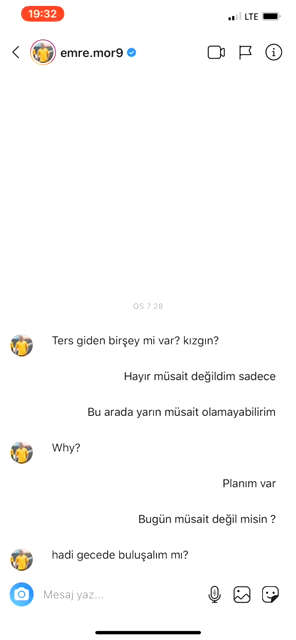 19:32
LTE
emre.mor9
ÖS 7:28
Ters giden birşey mi var? kızgın?
Hayır müsait değildim sadece
Bu arada yarın müsait olamayabilirim
Why?
Planım var
Bugün müsait değil misin ?
hadi gecede buluşalım mı?
Mesaj yaz...